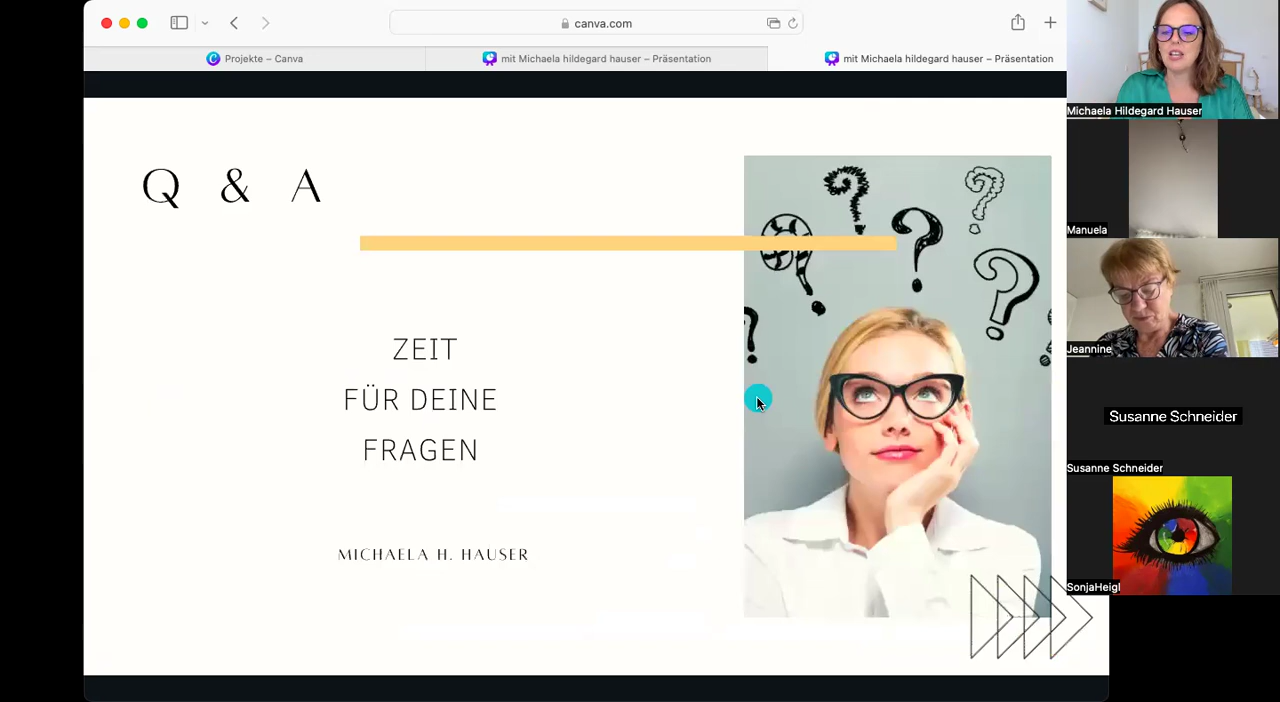 canva.com
Projekte – Canva
mit Michaela hildegard hauser – Präsentation
mit Michaela hildegard hauser – Präsentation
Q & A
ZEIT
FÜR DEINE
FRAGEN
MICHAELA H. HAUSER
Michaela Hildegard Hauser
Manuela
Jeannine
Susanne Schneider
Susanne Schneider
SonjaHeigl